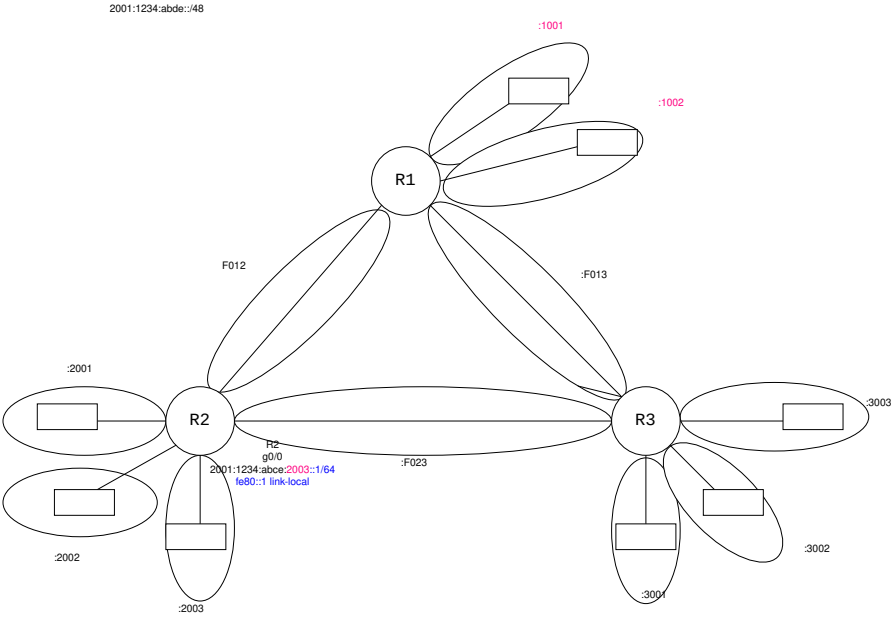 2001:1234:abde::/48
:1001
:1002
R1
F012
:F013
:2001
:3003
R2
R3
R2
g0/0
2001:1234:abce:2003::1/64
fe80::1 link-local
:F023
:2002
:3002
:3001
:2003